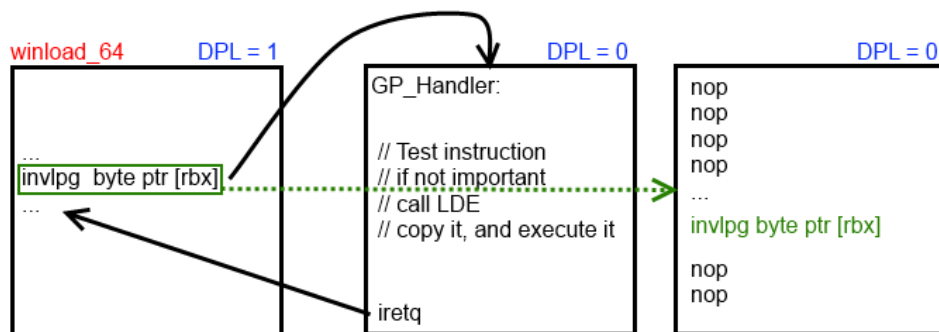 winload_64 DPL = 1
...
invlpg byte ptr [rbx]
...
DPL = 0
GP_Handler:
// Test instruction
// if not important
// call LDE
// copy it, and execute it
iretq
DPL = 0
nop
nop
nop
nop
...
invlpg byte ptr [rbx]
nop
nop